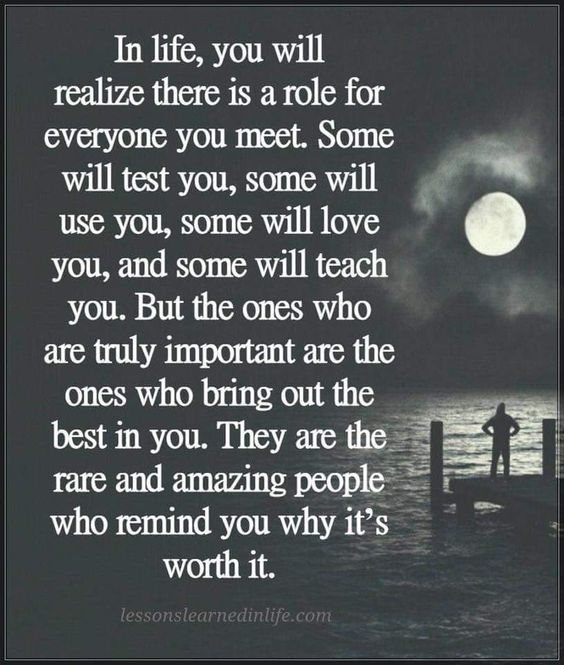 In life, you will
realize there is a role for
everyone you meet. Some
will test you, some will
use you, some will love
you, and some will teach
you. But the ones who
are truly important are the
ones who bring out the
best in you. They are the
rare and amazing people
who remind you why it’s
worth it.
lessonslearnedinlife.com